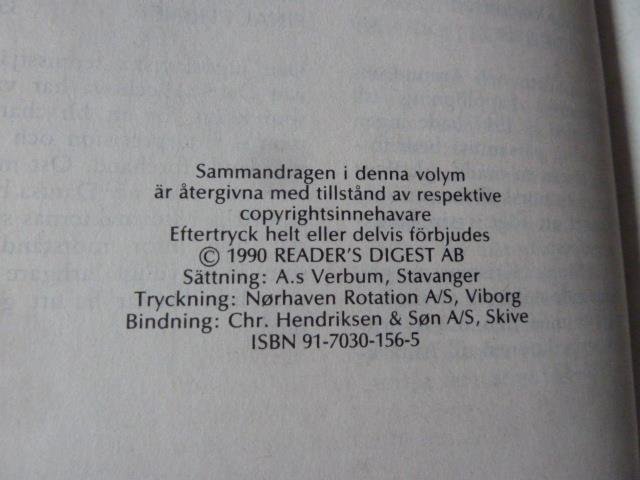 Sammandragen i denna volym
är återgivna med tillstånd av respektive
copyrightsinnehavare
Eftertryck helt eller delvis förbjudes
© 1990 READER'S DIGEST AB
Sättning: A.s Verbum, Stavanger
Tryckning: Nørhaven Rotation A/S, Viborg
Bindning: Chr. Hendriksen & Søn A/S, Skive
ISBN 91-7030-156-5